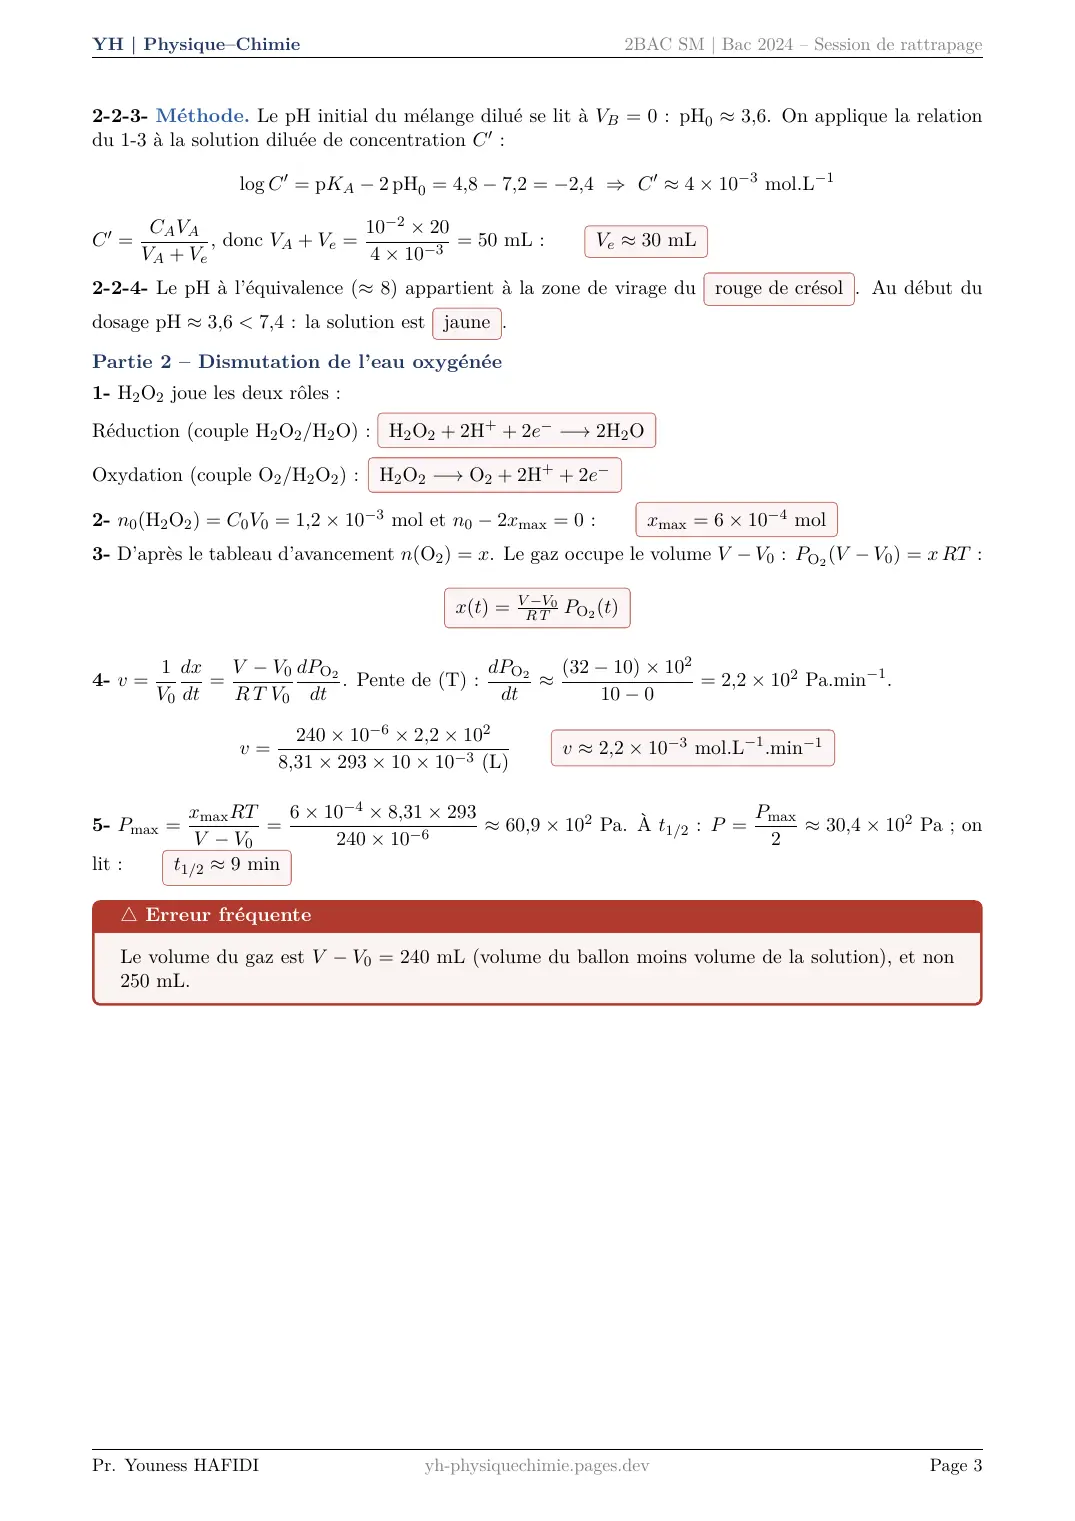 YH | Physique–Chimie 2BAC SM | Bac 2024 – Session de rattrapage
2-2-3- Méthode. Le pH initial du mélange dilué se lit à V_B = 0 : pH₀ ≈ 3,6. On applique la relation
du 1-3 à la solution diluée de concentration C′ :
log C′ = pK_A − 2 pH₀ = 4,8 − 7,2 = −2,4 ⇒ C′ ≈ 4 × 10⁻³ mol.L⁻¹
C′ = C_A V_A / (V_A + V_e), donc V_A + V_e = (10⁻² × 20) / (4 × 10⁻³) = 50 mL : V_e ≈ 30 mL
2-2-4- Le pH à l'équivalence (≈ 8) appartient à la zone de virage du rouge de crésol. Au début du
dosage pH ≈ 3,6 < 7,4 : la solution est jaune.
Partie 2 – Dismutation de l'eau oxygénée
1- H₂O₂ joue les deux rôles :
Réduction (couple H₂O₂/H₂O) : H₂O₂ + 2H⁺ + 2e⁻ ⟶ 2H₂O
Oxydation (couple O₂/H₂O₂) : H₂O₂ ⟶ O₂ + 2H⁺ + 2e⁻
2- n₀(H₂O₂) = C₀V₀ = 1,2 × 10⁻³ mol et n₀ − 2x_max = 0 : x_max = 6 × 10⁻⁴ mol
3- D'après le tableau d'avancement n(O₂) = x. Le gaz occupe le volume V − V₀ : P_O₂(V − V₀) = x RT :
x(t) = (V−V₀)/(RT) P_O₂(t)
4- v = (1/V₀) dx/dt = (V − V₀)/(R T V₀) dP_O₂/dt. Pente de (T) : dP_O₂/dt ≈ ((32 − 10) × 10²)/(10 − 0) = 2,2 × 10² Pa.min⁻¹.
v = (240 × 10⁻⁶ × 2,2 × 10²)/(8,31 × 293 × 10 × 10⁻³ (L)) v ≈ 2,2 × 10⁻³ mol.L⁻¹.min⁻¹
5- P_max = x_max RT/(V − V₀) = (6 × 10⁻⁴ × 8,31 × 293)/(240 × 10⁻⁶) ≈ 60,9 × 10² Pa. À t₁/₂ : P = P_max/2 ≈ 30,4 × 10² Pa ; on
lit : t₁/₂ ≈ 9 min
△ Erreur fréquente
Le volume du gaz est V − V₀ = 240 mL (volume du ballon moins volume de la solution), et non
250 mL.
Pr. Youness HAFIDI yh-physiquechimie.pages.dev Page 3